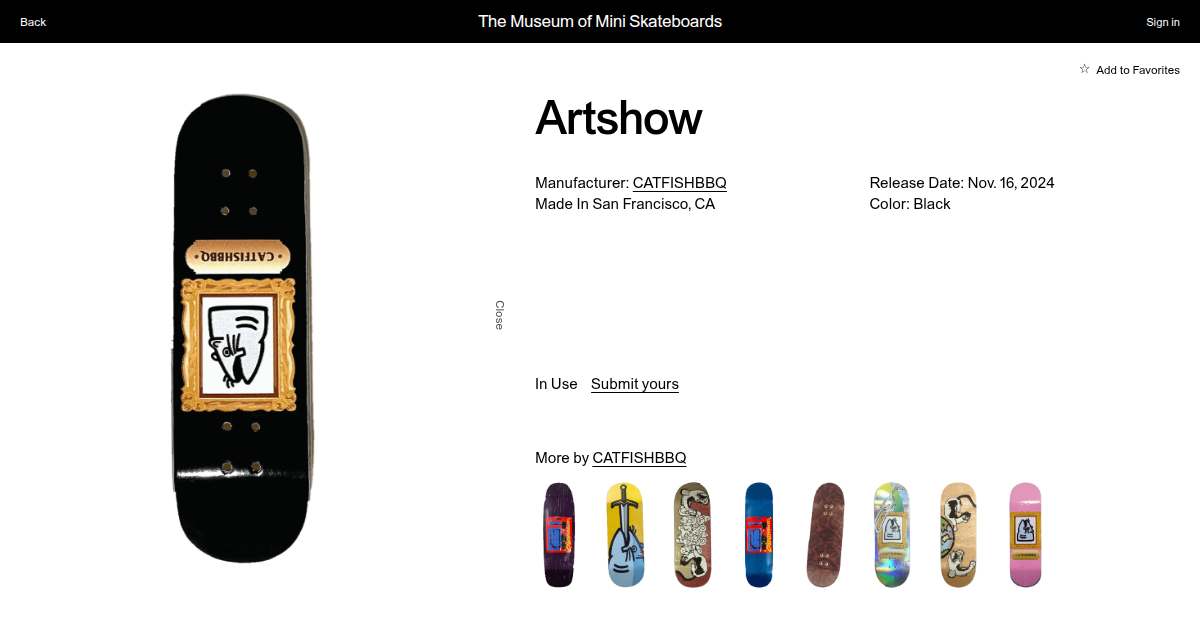 Back
The Museum of Mini Skateboards
Sign in
☆ Add to Favorites
Artshow
Manufacturer: CATFISHBBQ
Made In San Francisco, CA
Release Date: Nov. 16, 2024
Color: Black
• CATFISHBBQ •
Close
In Use
Submit yours
More by CATFISHBBQ